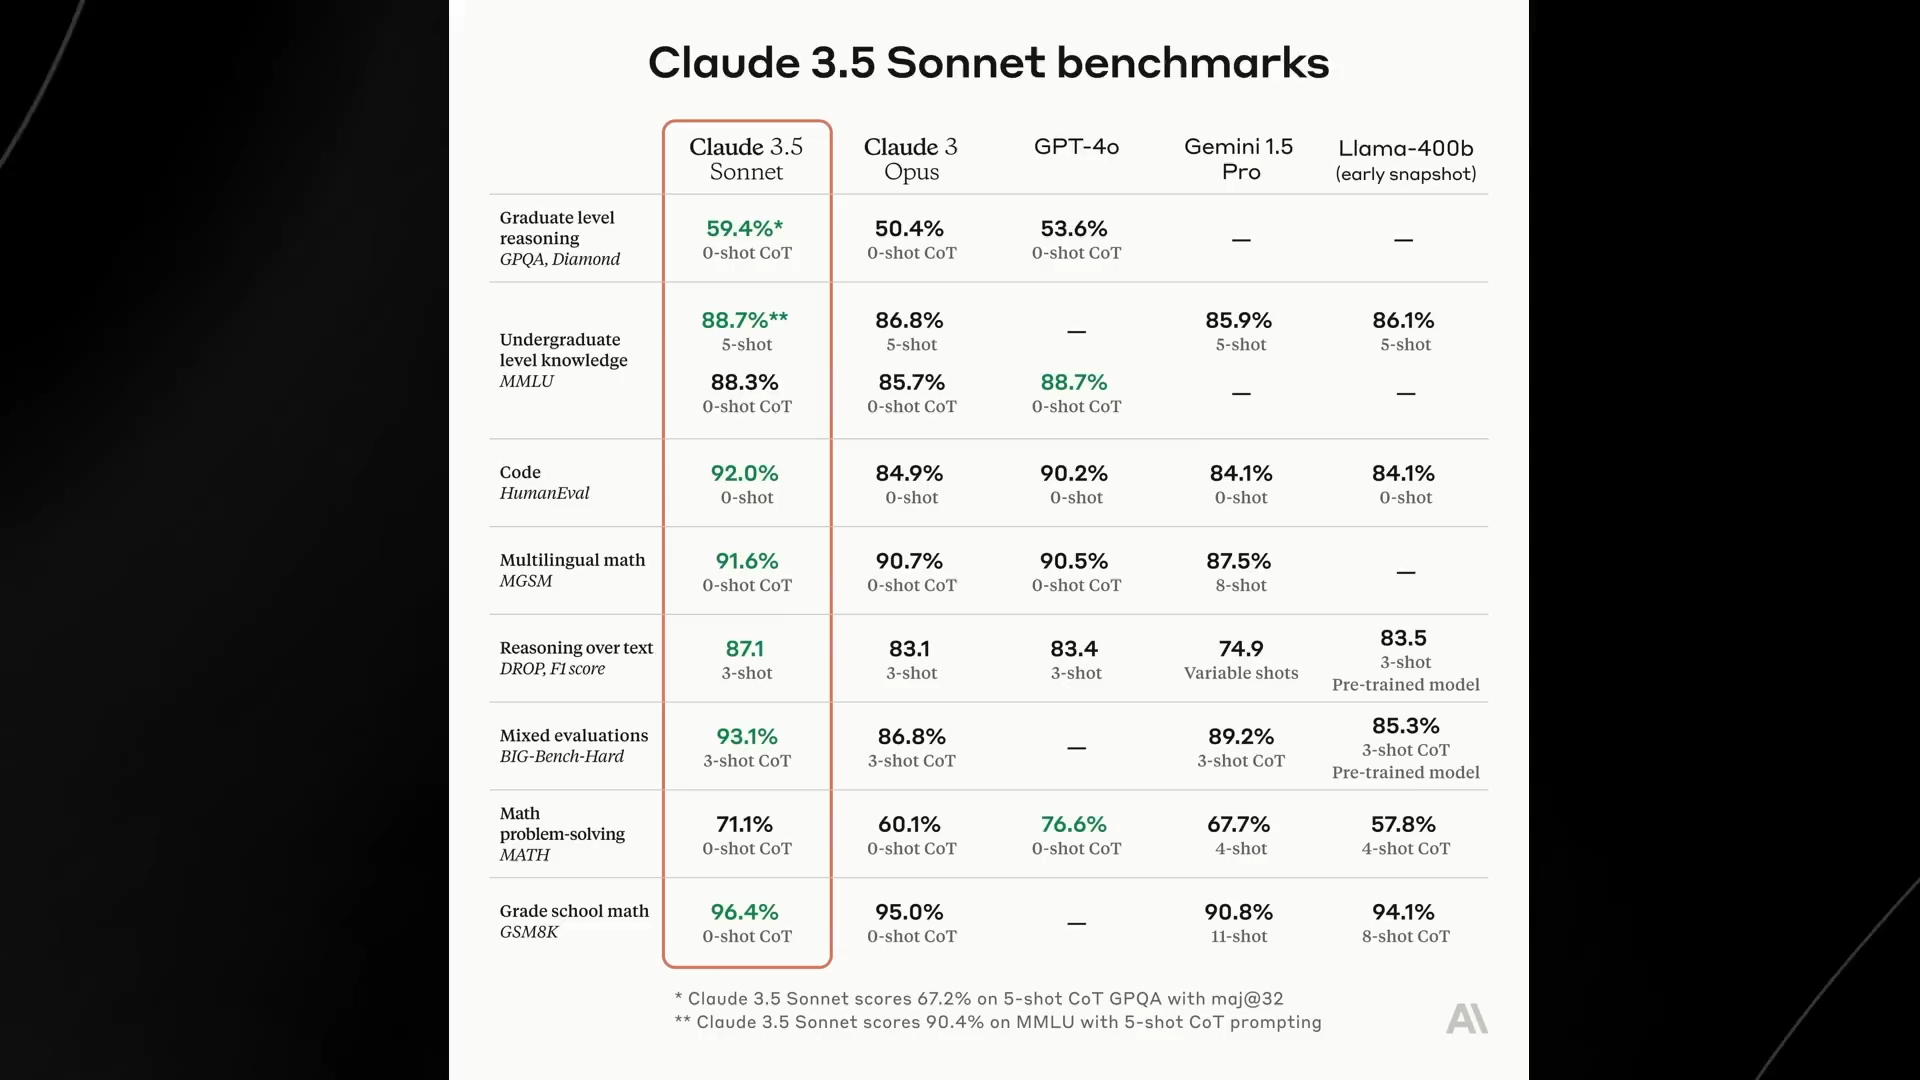 Claude 3.5 Sonnet benchmarks
Claude 3.5
Sonnet
Claude 3
Opus
GPT-4o
Gemini 1.5
Pro
Llama-400b
(early snapshot)
Graduate level
reasoning
GPQA, Diamond
59.4%*
0-shot CoT
50.4%
0-shot CoT
53.6%
0-shot CoT
—
—
Undergraduate
level knowledge
MMLU
88.7%**
5-shot
86.8%
5-shot
—
85.9%
5-shot
86.1%
5-shot
88.3%
0-shot CoT
85.7%
0-shot CoT
88.7%
0-shot CoT
—
—
Code
HumanEval
92.0%
0-shot
84.9%
0-shot
90.2%
0-shot
84.1%
0-shot
84.1%
0-shot
Multilingual math
MGSM
91.6%
0-shot CoT
90.7%
0-shot CoT
90.5%
0-shot CoT
87.5%
8-shot
—
Reasoning over text
DROP, F1 score
87.1
3-shot
83.1
3-shot
83.4
3-shot
74.9
Variable shots
83.5
3-shot
Pre-trained model
Mixed evaluations
BIG-Bench-Hard
93.1%
3-shot CoT
86.8%
3-shot CoT
—
89.2%
3-shot CoT
85.3%
3-shot CoT
Pre-trained model
Math
problem-solving
MATH
71.1%
0-shot CoT
60.1%
0-shot CoT
76.6%
0-shot CoT
67.7%
4-shot
57.8%
4-shot CoT
Grade school math
GSM8K
96.4%
0-shot CoT
95.0%
0-shot CoT
—
90.8%
11-shot
94.1%
8-shot CoT
* Claude 3.5 Sonnet scores 67.2% on 5-shot CoT GPQA with maj@32
** Claude 3.5 Sonnet scores 90.4% on MMLU with 5-shot CoT prompting
A\